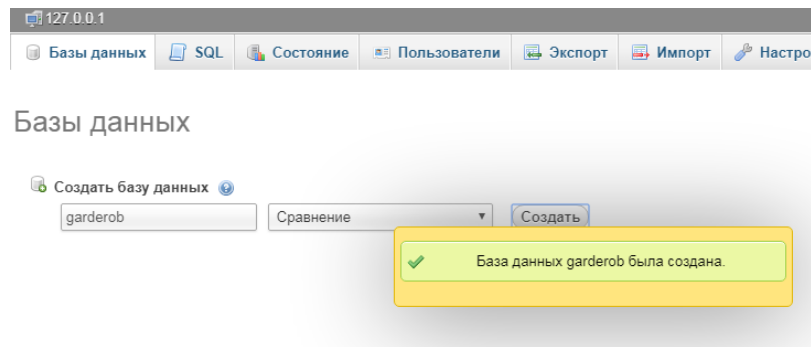 127.0.0.1
Базы данных SQL Состояние Пользователи Экспорт Импорт Настро
Базы данных
Создать базу данных
garderob Сравнение Создать
База данных garderob была создана.